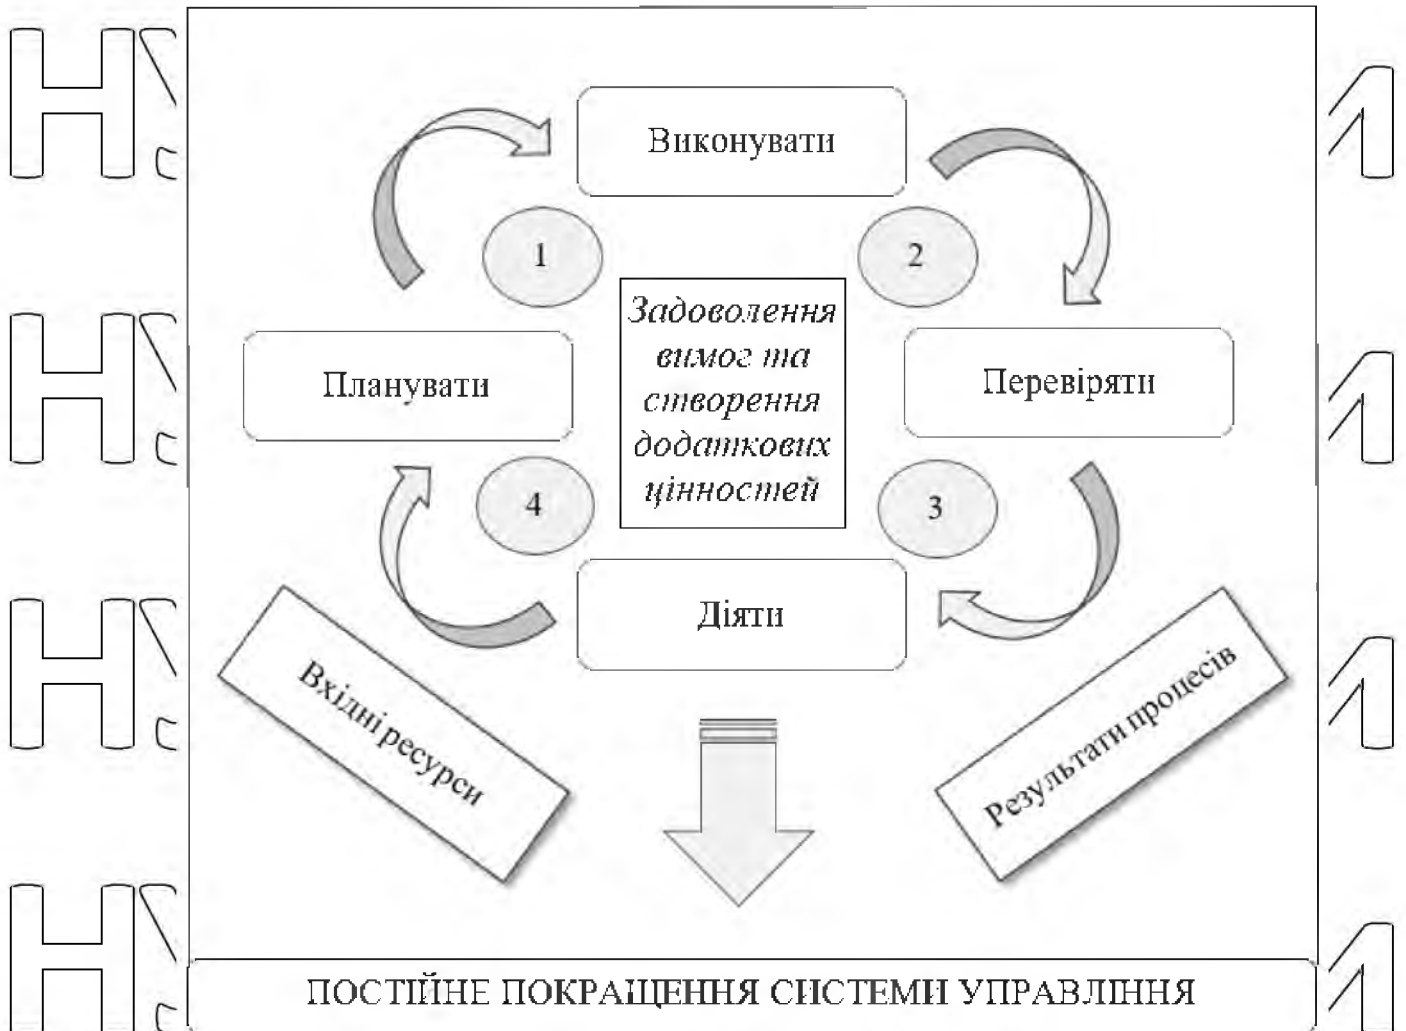 Виконувати
1
2
Задоволення
вимог та
створення
додаткових
цінностей
Планувати
Перевіряти
4
3
Діяти
Вхідні ресурси
Результати процесів
ПОСТІЙНЕ ПОКРАЩЕННЯ СИСТЕМИ УПРАВЛІННЯ